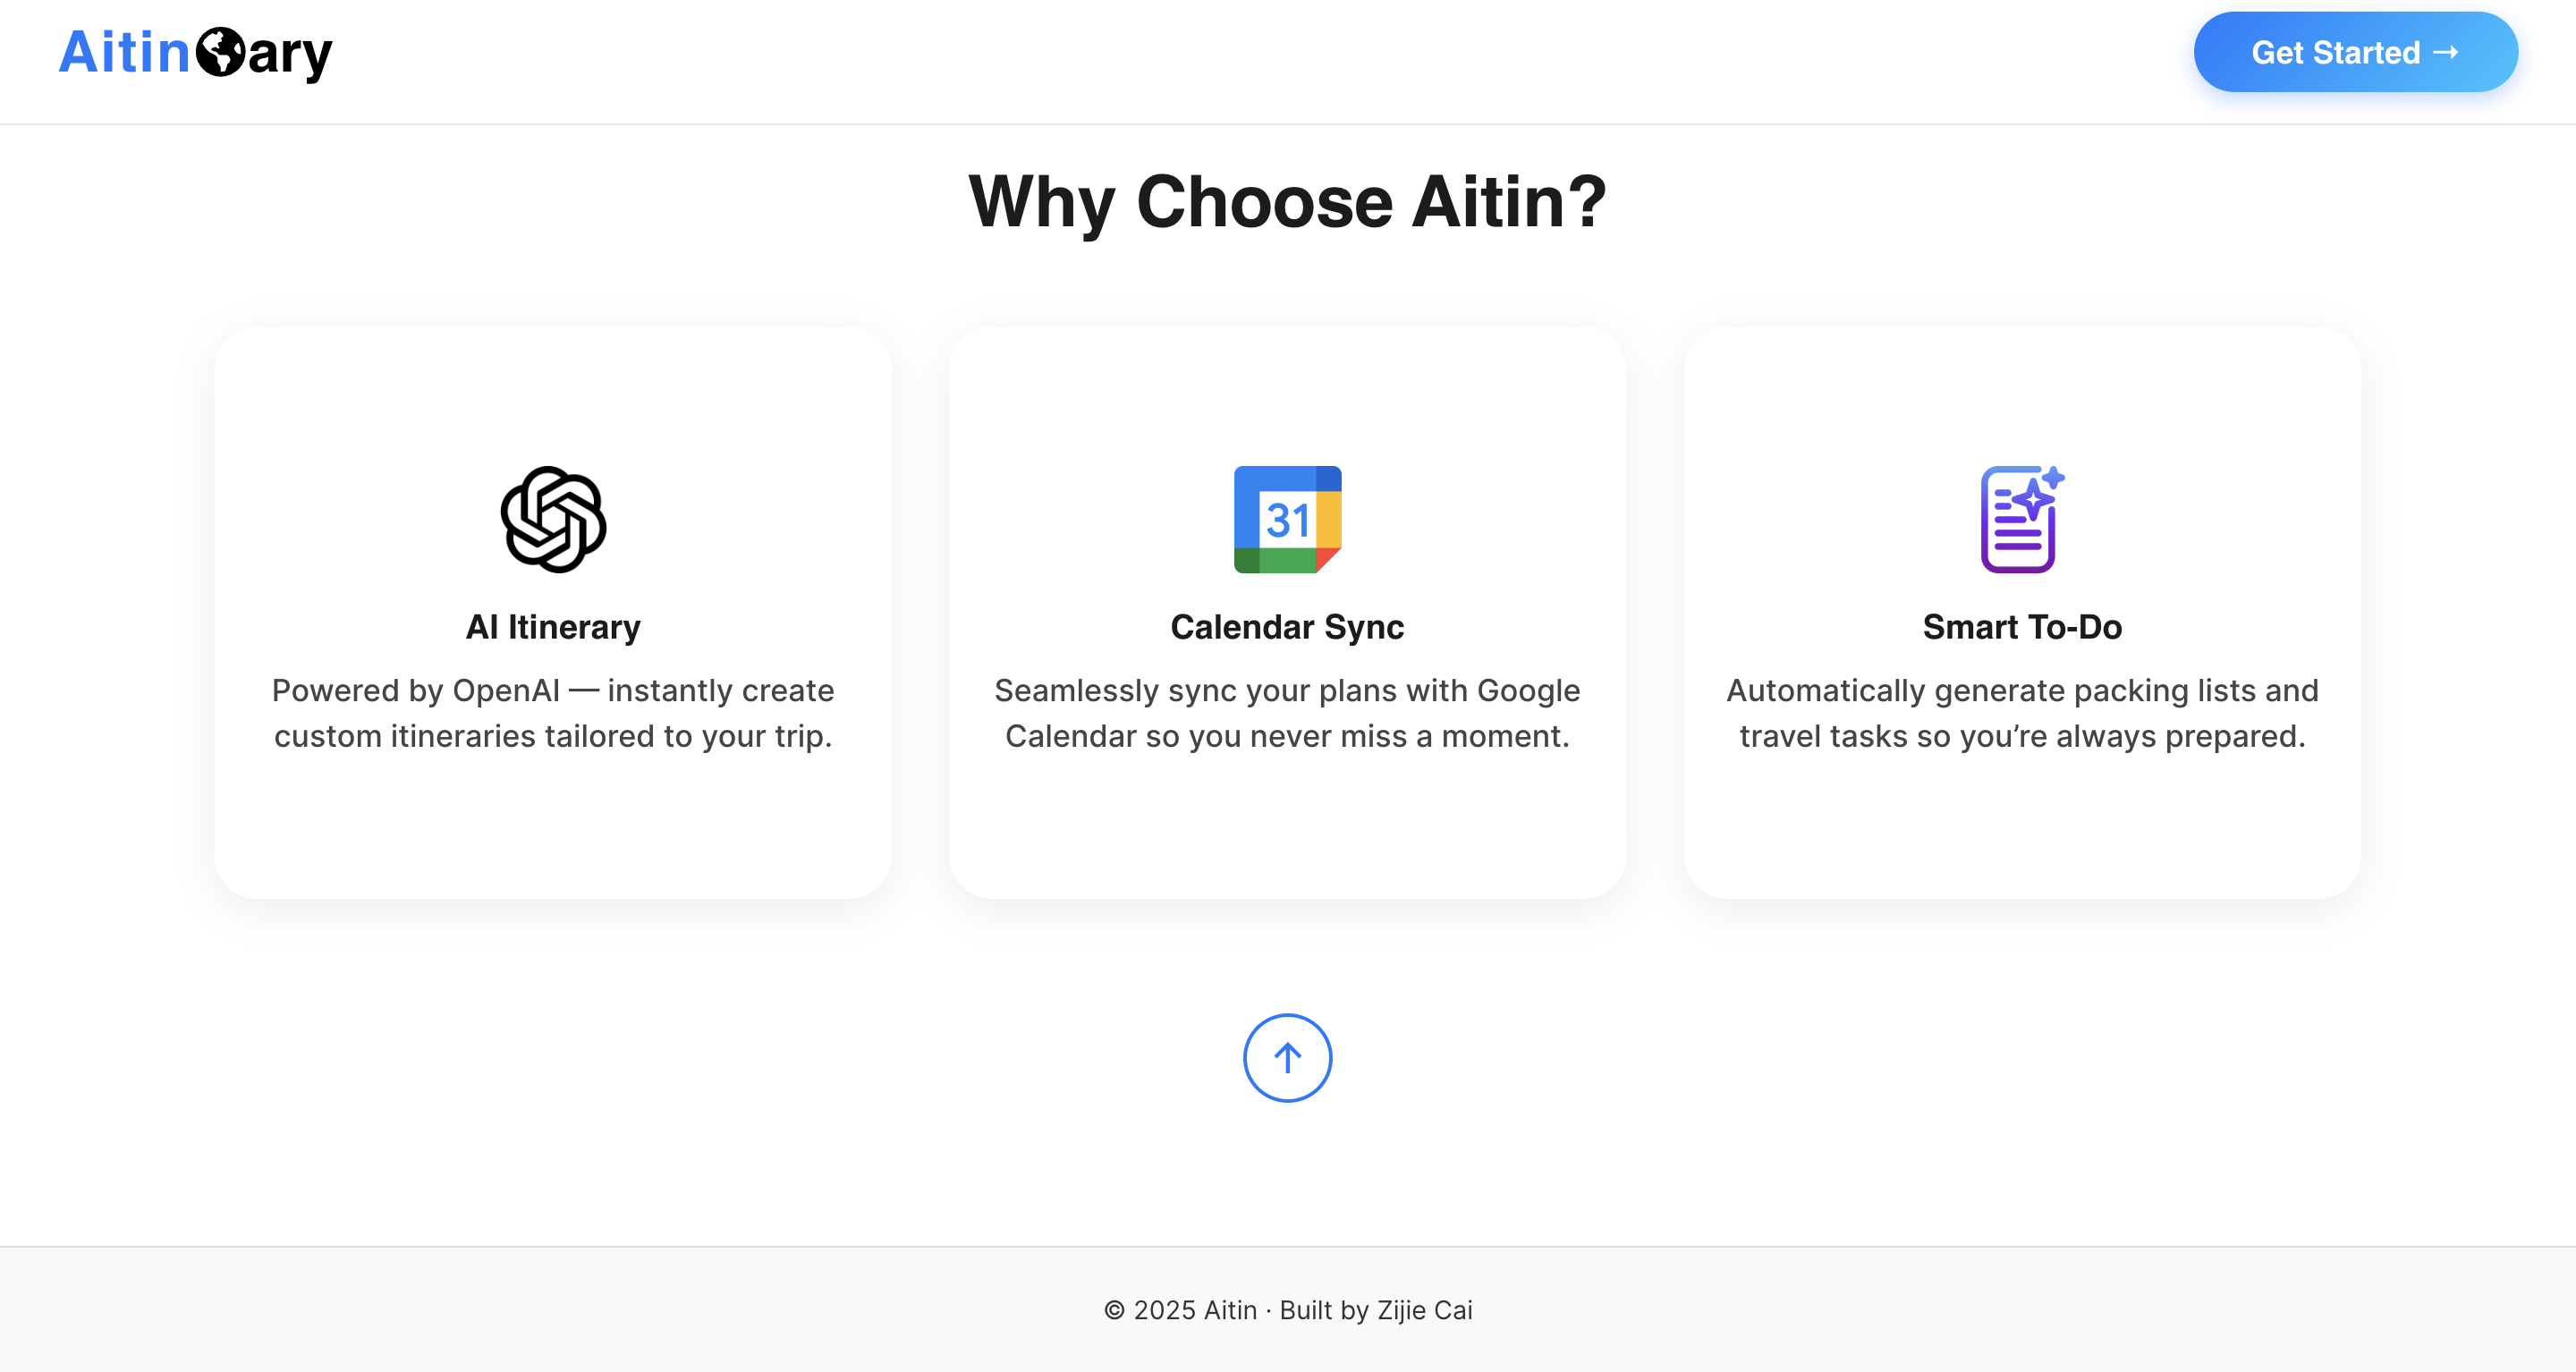 Aitinary
Get Started →
Why Choose Aitin?
31
AI Itinerary
Powered by OpenAI — instantly create
custom itineraries tailored to your trip.
Calendar Sync
Seamlessly sync your plans with Google
Calendar so you never miss a moment.
Smart To-Do
Automatically generate packing lists and
travel tasks so you’re always prepared.
© 2025 Aitin · Built by Zijie Cai